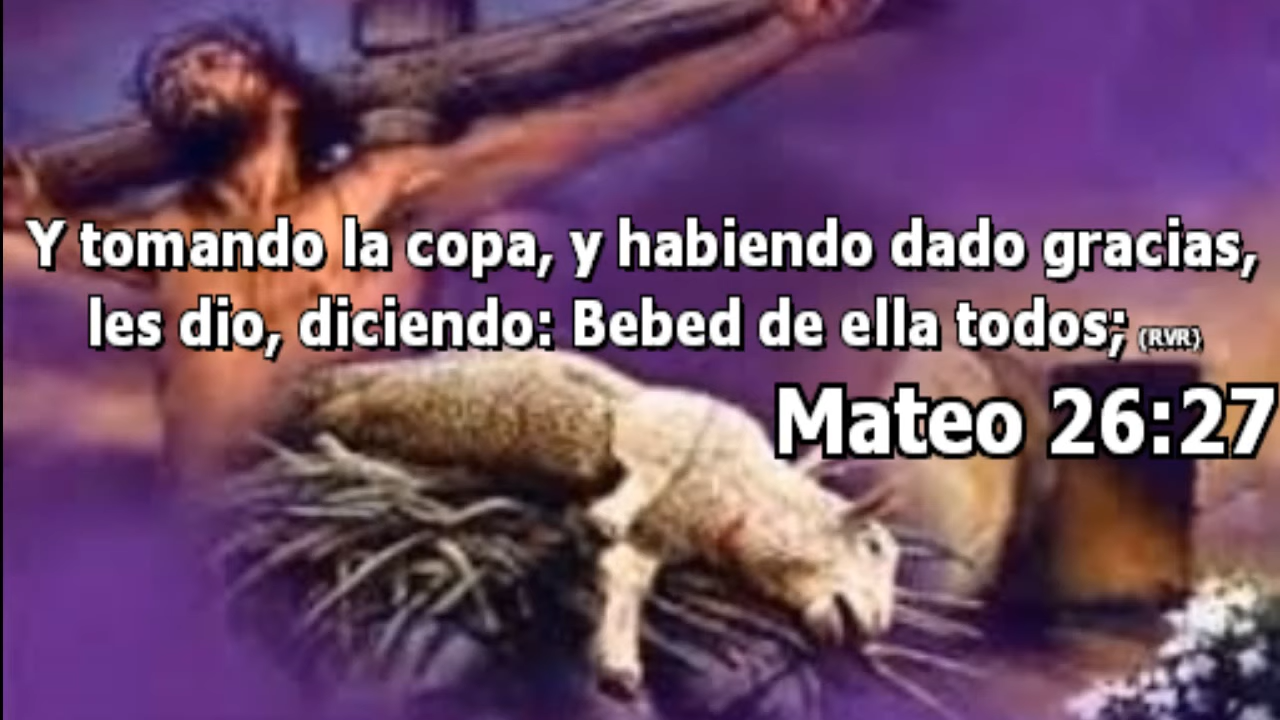 Y tomando la copa, y habiendo dado gracias,
les dio, diciendo: Bebed de ella todos; (RVR)
Mateo 26:27